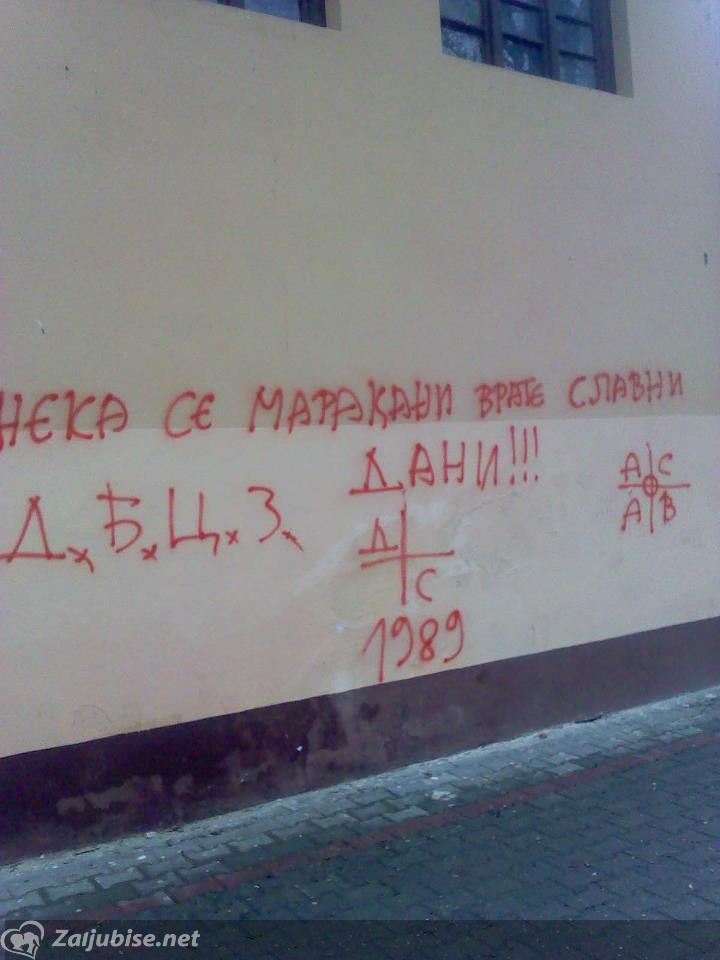 НЕКА СЕ МАРАКАНИ ВРАТЕ СЛАВНИ
ДАНИ!!!
Д.Б.Ц.З.
Д
С
1989
А С
А В
Zaljubise.net